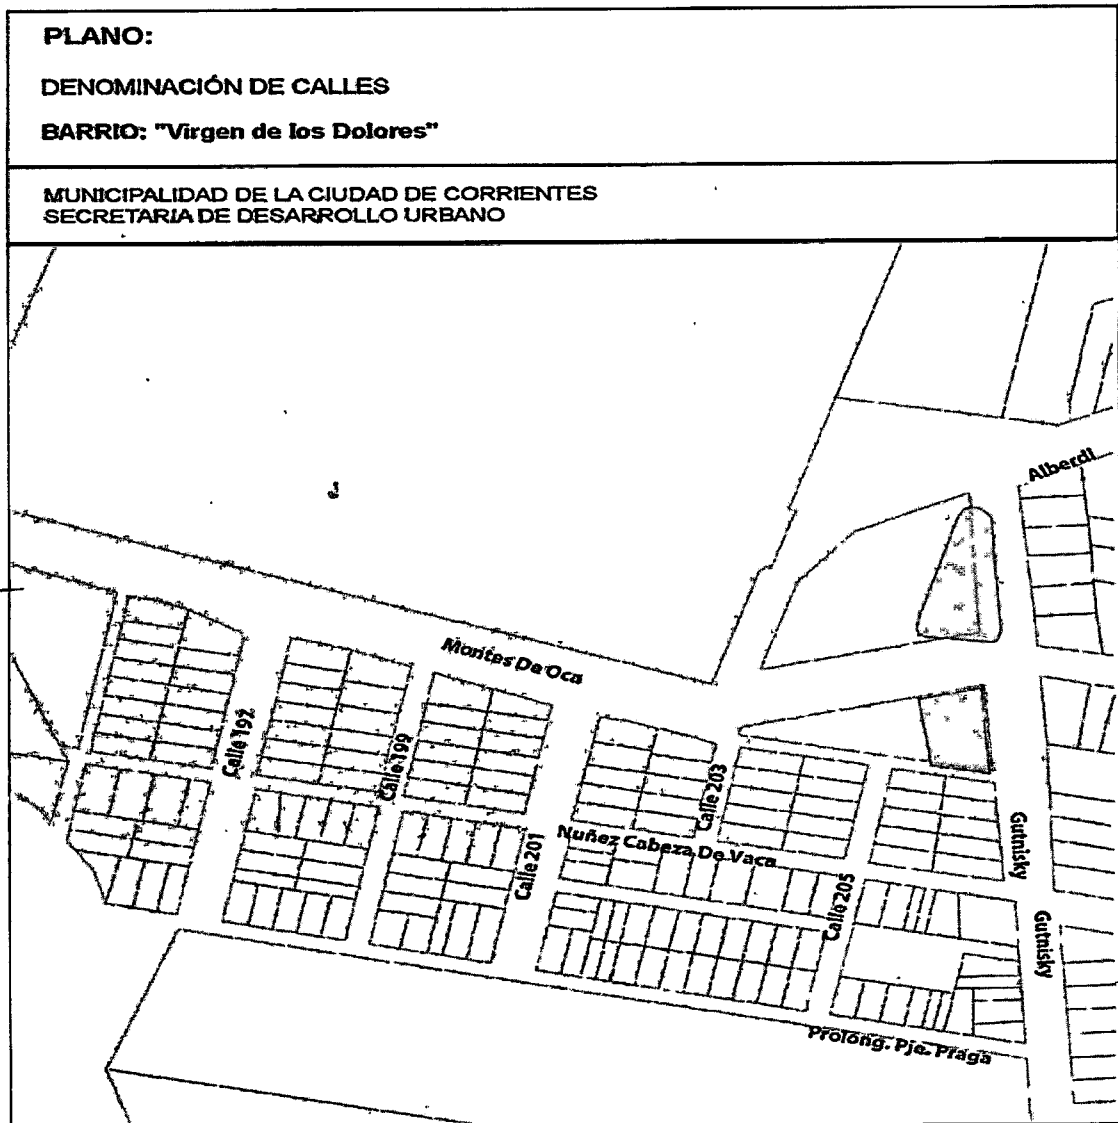 PLANO:
DENOMINACIÓN DE CALLES
BARRIO: "Virgen de los Dolores"
MUNICIPALIDAD DE LA CIUDAD DE CORRIENTES
SECRETARIA DE DESARROLLO URBANO
Alberdi
Montes De Oca
Calle 192
Calle 199
Calle 203
Gutnisky
Nuñez Cabeza De Vaca
Calle 201
Calle 205
Gutnisky
Prolong. Pje. Praga